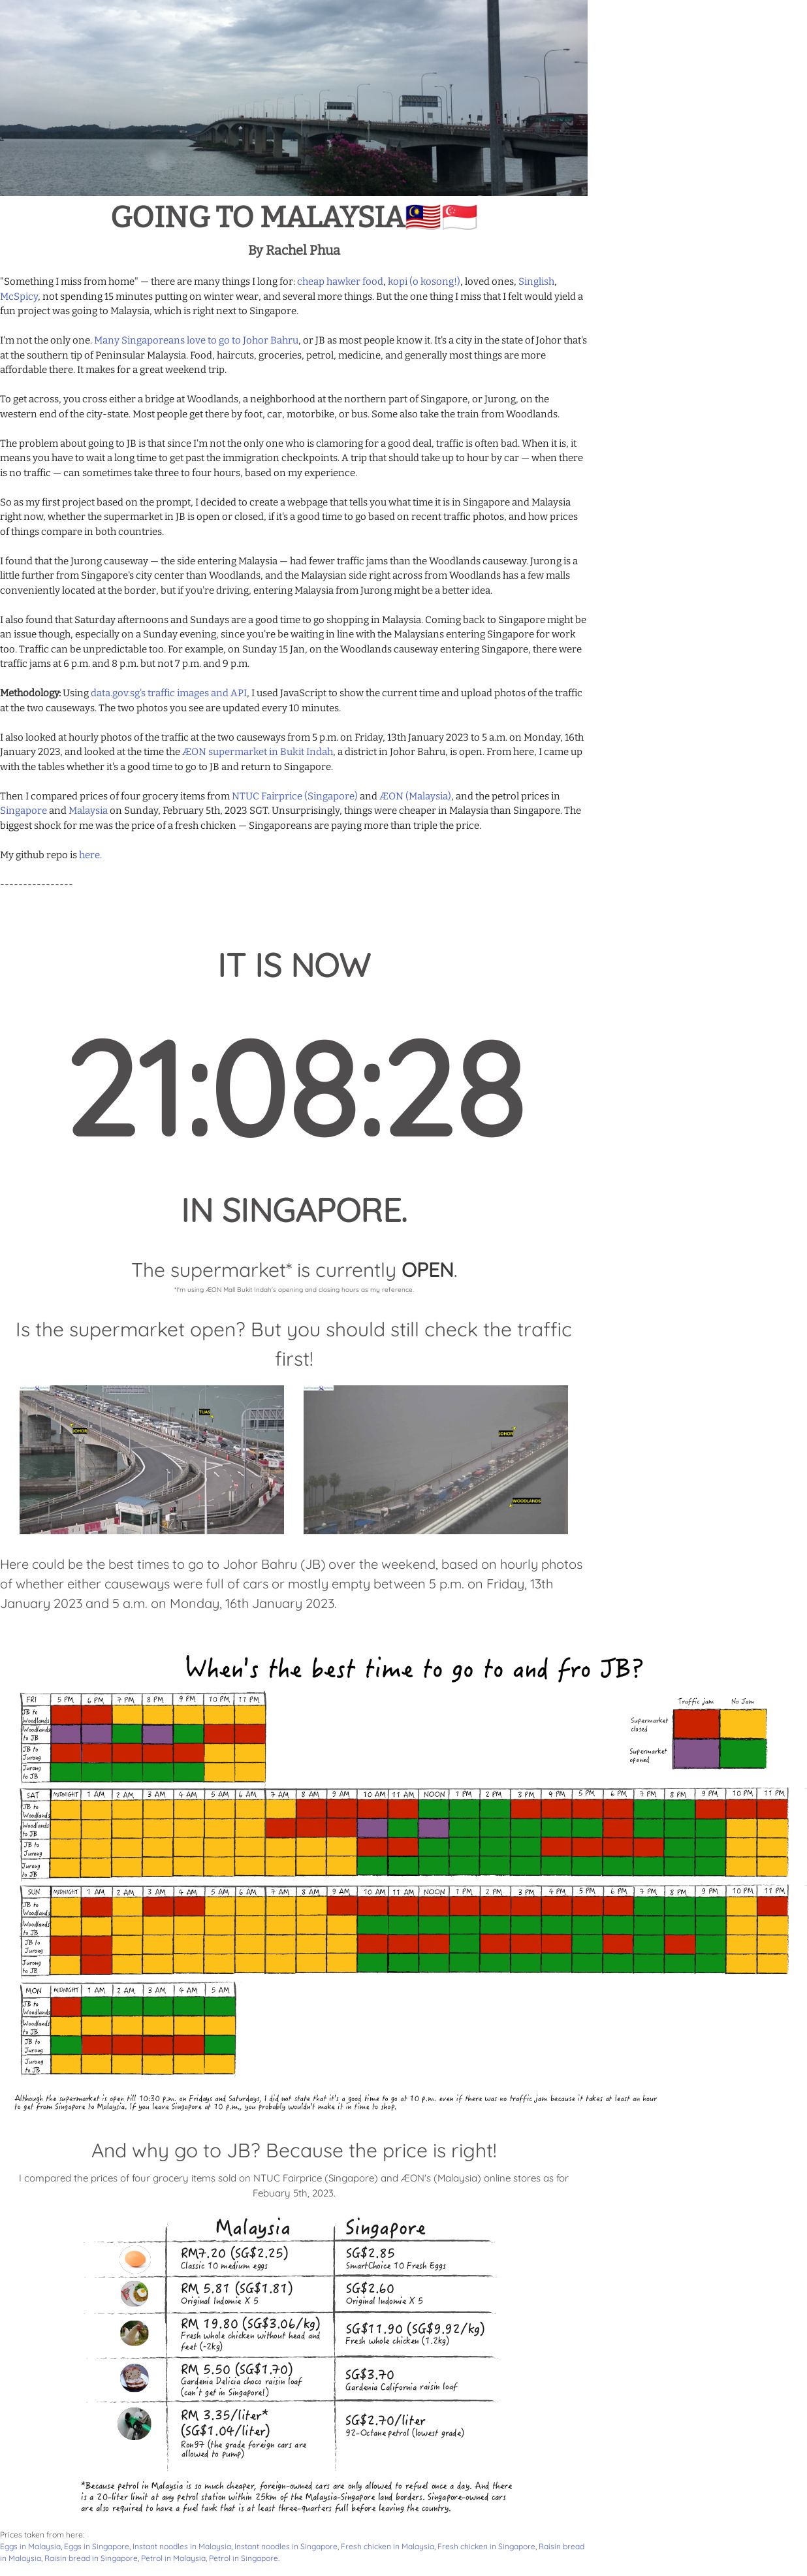 GOING TO MALAYSIA🇲🇾🇸🇬
By Rachel Phua
"Something I miss from home" — there are many things I long for: cheap hawker food, kopi (o kosong!), loved ones, Singlish,
McSpicy, not spending 15 minutes putting on winter wear, and several more things. But the one thing I miss that I felt would yield a
fun project was going to Malaysia, which is right next to Singapore.
I'm not the only one. Many Singaporeans love to go to Johor Bahru, or JB as most people know it. It's a city in the state of Johor that's
at the southern tip of Peninsular Malaysia. Food, haircuts, groceries, petrol, medicine, and generally most things are more
affordable there. It makes for a great weekend trip.
To get across, you cross either a bridge at Woodlands, a neighborhood at the northern part of Singapore, or Jurong, on the
western end of the city-state. Most people get there by foot, car, motorbike, or bus. Some also take the train from Woodlands.
The problem about going to JB is that since I'm not the only one who is clamoring for a good deal, traffic is often bad. When it is, it
means you have to wait a long time to get past the immigration checkpoints. A trip that should take up to hour by car — when there
is no traffic — can sometimes take three to four hours, based on my experience.
So as my first project based on the prompt, I decided to create a webpage that tells you what time it is in Singapore and Malaysia
right now, whether the supermarket in JB is open or closed, if it's a good time to go based on recent traffic photos, and how prices
of things compare in both countries.
I found that the Jurong causeway — the side entering Malaysia — had fewer traffic jams than the Woodlands causeway. Jurong is a
little further from Singapore's city center than Woodlands, and the Malaysian side right across from Woodlands has a few malls
conveniently located at the border, but if you're driving, entering Malaysia from Jurong might be a better idea.
I also found that Saturday afternoons and Sundays are a good time to go shopping in Malaysia. Coming back to Singapore might be
an issue though, especially on a Sunday evening, since you're be waiting in line with the Malaysians entering Singapore for work
too. Traffic can be unpredictable too. For example, on Sunday 15 Jan, on the Woodlands causeway entering Singapore, there were
traffic jams at 6 p.m. and 8 p.m. but not 7 p.m. and 9 p.m.
Methodology: Using data.gov.sg's traffic images and API, I used JavaScript to show the current time and upload photos of the traffic
at the two causeways. The two photos you see are updated every 10 minutes.
I also looked at hourly photos of the traffic at the two causeways from 5 p.m. on Friday, 13th January 2023 to 5 a.m. on Monday, 16th
January 2023, and looked at the time the ÆON supermarket in Bukit Indah, a district in Johor Bahru, is open. From here, I came up
with the tables whether it's a good time to go to JB and return to Singapore.
Then I compared prices of four grocery items from NTUC Fairprice (Singapore) and ÆON (Malaysia), and the petrol prices in
Singapore and Malaysia on Sunday, February 5th, 2023 SGT. Unsurprisingly, things were cheaper in Malaysia than Singapore. The
biggest shock for me was the price of a fresh chicken — Singaporeans are paying more than triple the price.
My github repo is here.
----------------
IT IS NOW
21:08:28
IN SINGAPORE.
The supermarket* is currently OPEN.
*I'm using ÆON Mall Bukit Indah's opening and closing hours as my reference.
Is the supermarket open? But you should still check the traffic
first!
TUAS
JOHOR
JOHOR
WOODLANDS
Here could be the best times to go to Johor Bahru (JB) over the weekend, based on hourly photos
of whether either causeways were full of cars or mostly empty between 5 p.m. on Friday, 13th
January 2023 and 5 a.m. on Monday, 16th January 2023.
When's the best time to go to and fro JB?
Traffic jam No Jam
Supermarket
closed
Supermarket
opened
FRI 5 PM 6 PM 7 PM 8 PM 9 PM 10 PM 11 PM
JB to
Woodlands
Woodlands
to JB
JB to
Jurong
Jurong
to JB
SAT MIDNIGHT 1 AM 2 AM 3 AM 4 AM 5 AM 6 AM 7 AM 8 AM 9 AM 10 AM 11 AM NOON 1 PM 2 PM 3 PM 4 PM 5 PM 6 PM 7 PM 8 PM 9 PM 10 PM 11 PM
JB to
Woodlands
Woodlands
to JB
JB to
Jurong
Jurong
to JB
SUN MIDNIGHT 1 AM 2 AM 3 AM 4 AM 5 AM 6 AM 7 AM 8 AM 9 AM 10 AM 11 AM NOON 1 PM 2 PM 3 PM 4 PM 5 PM 6 PM 7 PM 8 PM 9 PM 10 PM 11 PM
JB to
Woodlands
Woodlands
to JB
JB to
Jurong
Jurong
to JB
MON MIDNIGHT 1 AM 2 AM 3 AM 4 AM 5 AM
JB to
Woodlands
Woodlands
to JB
JB to
Jurong
Jurong
to JB
Although the supermarket is open till 10:30 p.m. on Fridays and Saturdays, I did not state that it's a good time to go at 10 p.m. even if there was no traffic jam because it takes at least an hour
to get from Singapore to Malaysia. If you leave Singapore at 10 p.m., you probably wouldn't make it in time to shop.
And why go to JB? Because the price is right!
I compared the prices of four grocery items sold on NTUC Fairprice (Singapore) and ÆON's (Malaysia) online stores as for
Febuary 5th, 2023.
Malaysia Singapore
RM7.20 (SG$2.25) SG$2.85
Classic 10 medium eggs SmartChoice 10 Fresh Eggs
RM 5.81 (SG$1.81) SG$2.60
Original Indomie X 5 Original Indomie X 5
RM 19.80 (SG$3.06/kg) SG$11.90 (SG$9.92/kg)
Fresh whole chicken without head and Fresh whole chicken (1.2kg)
feet (~2kg)
RM 5.50 (SG$1.70) SG$3.70
Gardenia Delicia choco raisin loaf Gardenia California raisin loaf
(can't get in Singapore!)
RM 3.35/liter* SG$2.70/liter
(SG$1.04/liter) 92-Octane petrol (lowest grade)
Ron97 (the grade foreign cars are
allowed to pump)
*Because petrol in Malaysia is so much cheaper, foreign-owned cars are only allowed to refuel once a day. And there
is a 20-liter limit at any petrol station within 25km of the Malaysia-Singapore land borders. Singapore-owned cars
are also required to have a fuel tank that is at least three-quarters full before leaving the country.
Prices taken from here:
Eggs in Malaysia, Eggs in Singapore, Instant noodles in Malaysia, Instant noodles in Singapore, Fresh chicken in Malaysia, Fresh chicken in Singapore, Raisin bread
in Malaysia, Raisin bread in Singapore, Petrol in Malaysia, Petrol in Singapore.